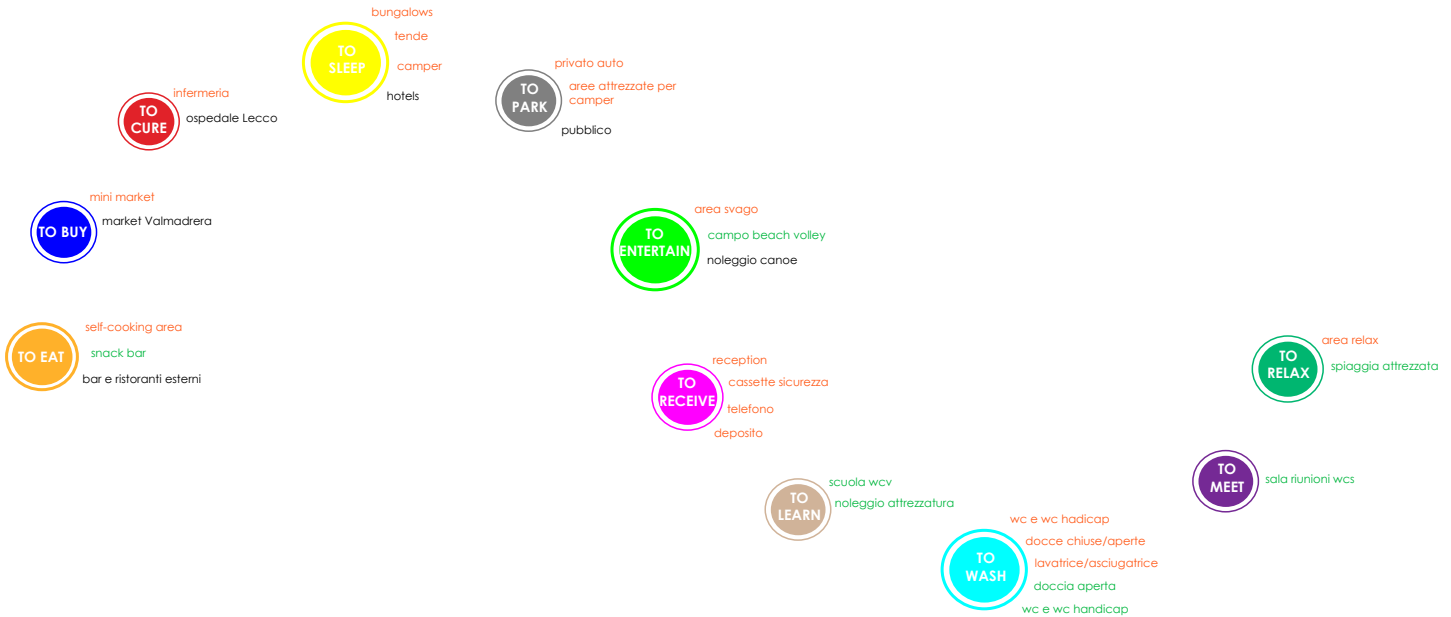 bungalows
tende
camper
hotels
TO
SLEEP
privato auto
aree attrezzate per
camper
pubblico
TO
PARK
infermeria
ospedale Lecco
TO
CURE
mini market
market Valmadrera
TO BUY
area svago
campo beach volley
noleggio canoe
TO
ENTERTAIN
self-cooking area
snack bar
bar e ristoranti esterni
TO EAT
reception
cassette sicurezza
telefono
deposito
TO
RECEIVE
area relax
spiaggia attrezzata
TO
RELAX
scuola wcv
noleggio attrezzatura
TO
LEARN
sala riunioni wcs
TO
MEET
wc e wc hadicap
docce chiuse/aperte
lavatrice/asciugatrice
doccia aperta
wc e wc handicap
TO
WASH